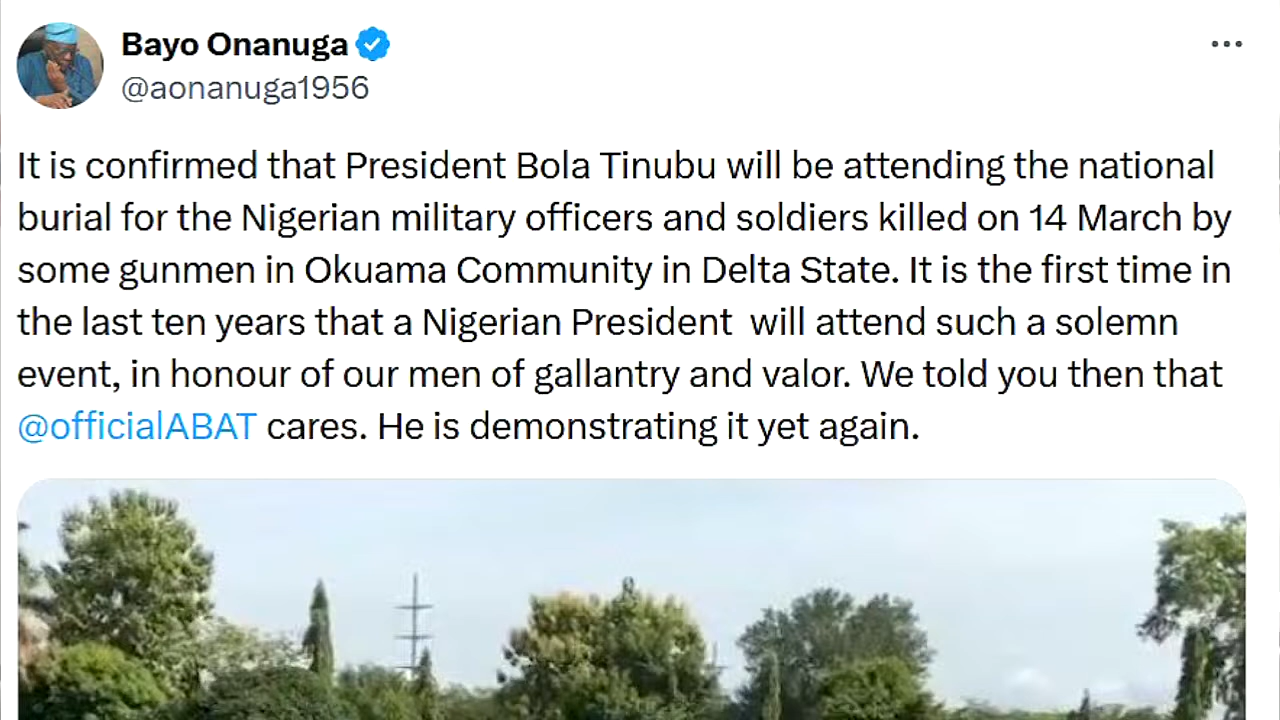 Bayo Onanuga
@aonanuga1956
It is confirmed that President Bola Tinubu will be attending the national
burial for the Nigerian military officers and soldiers killed on 14 March by
some gunmen in Okuama Community in Delta State. It is the first time in
the last ten years that a Nigerian President  will attend such a solemn
event, in honour of our men of gallantry and valor. We told you then that
@officialABAT cares. He is demonstrating it yet again.